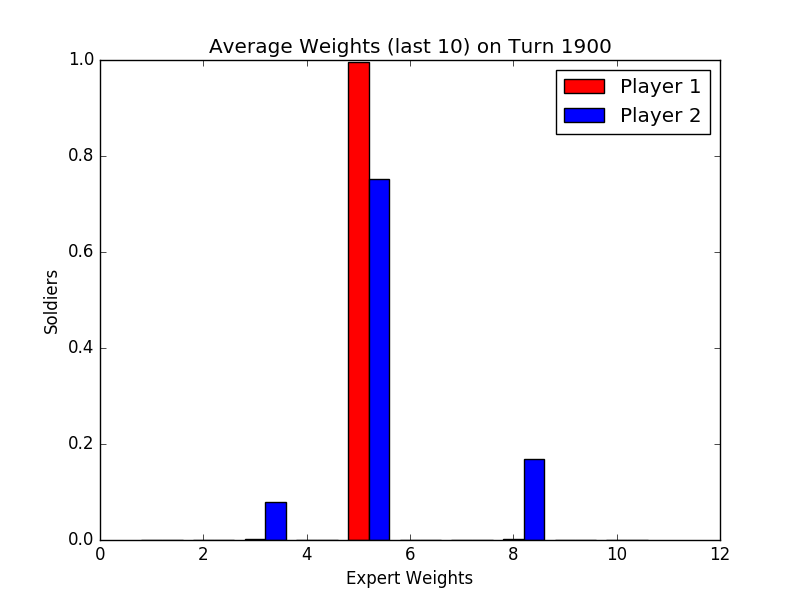 Average Weights (last 10) on Turn 1900
1.0
0.8
0.6
0.4
0.2
0.0
Soldiers
Player 1
Player 2
0 2 4 6 8 10 12
Expert Weights